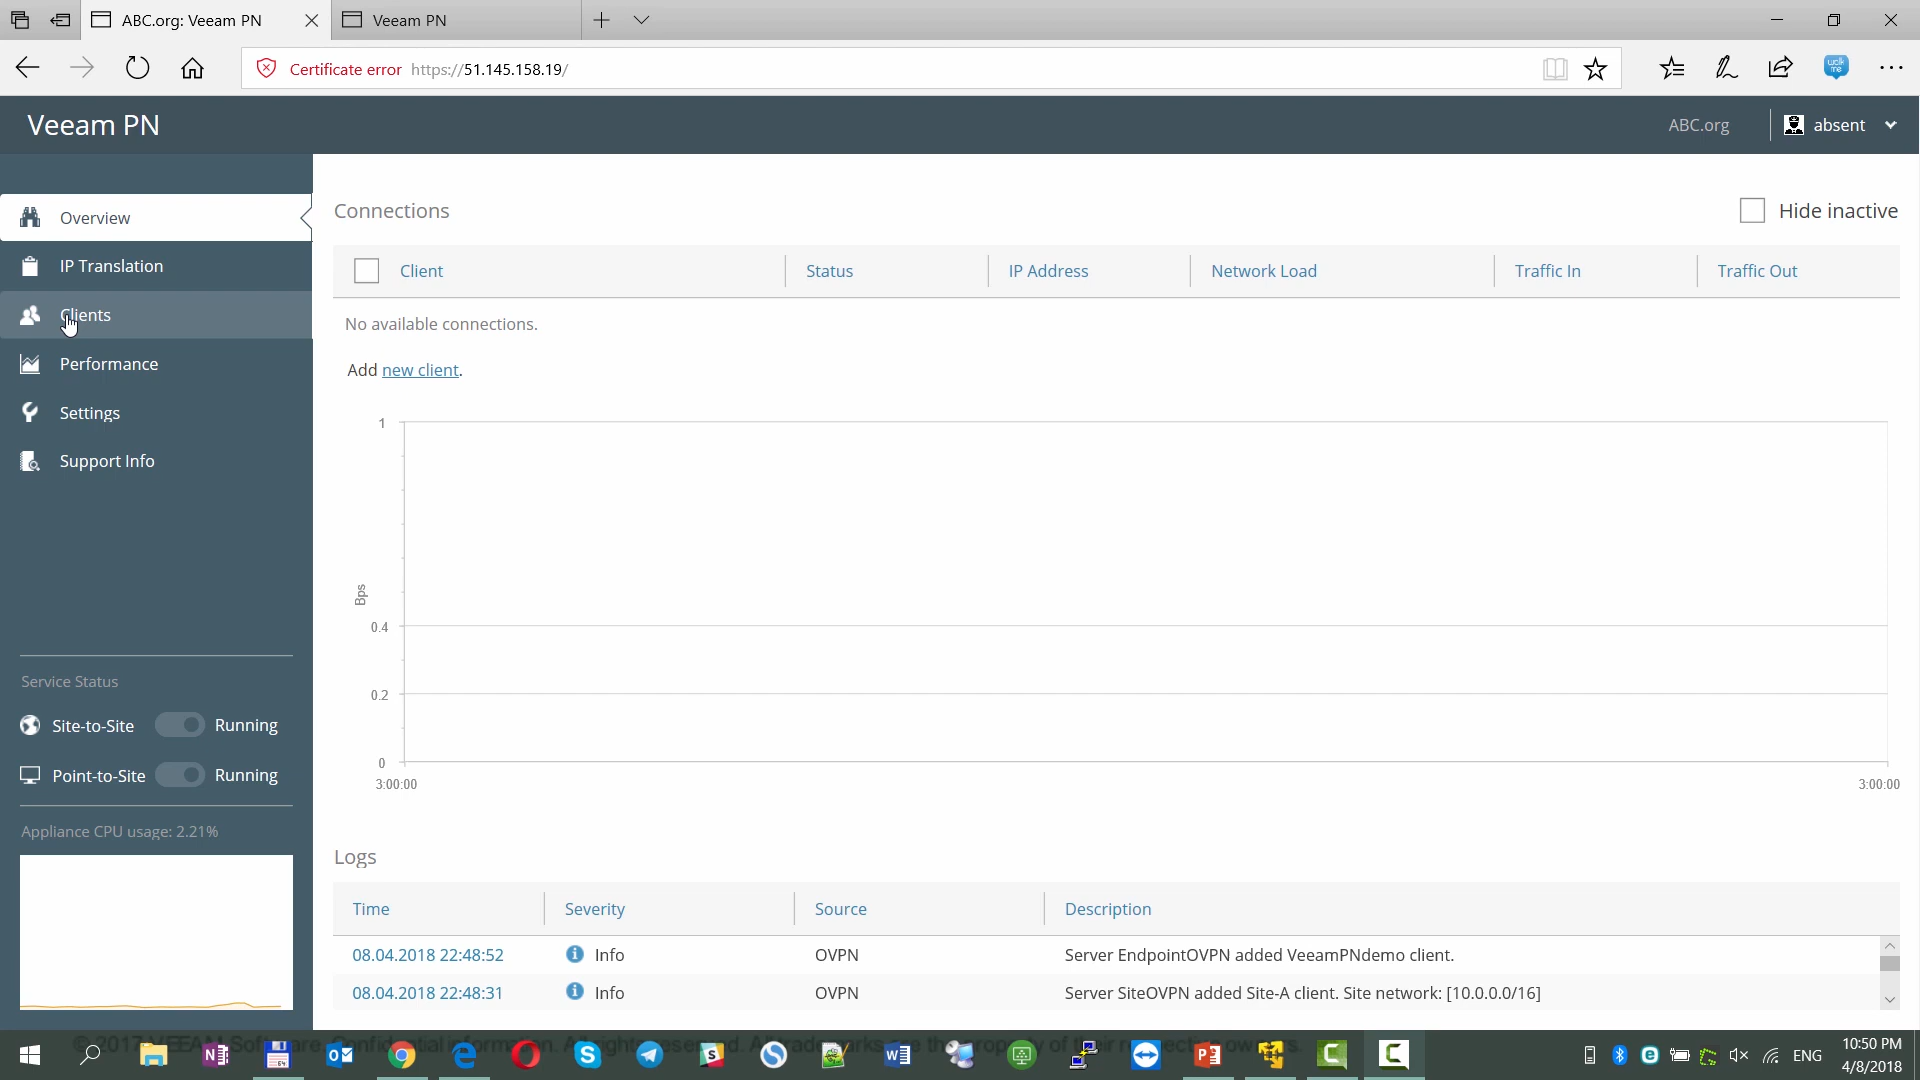 ABC.org: Veeam PN
Veeam PN
Certificate error https://51.145.158.19/
walk me
Veeam PN
ABC.org
absent
Overview
IP Translation
Clients
Performance
Settings
Support Info
Service Status
Site-to-Site Running
Point-to-Site Running
Appliance CPU usage: 2.21%
Connections
Hide inactive
Client Status IP Address Network Load Traffic In Traffic Out
No available connections.
Add new client.
1
Bps
0.4
0.2
0
3:00:00 3:00:00
Logs
Time Severity Source Description
08.04.2018 22:48:52 Info OVPN Server EndpointOVPN added VeeamPNdemo client.
08.04.2018 22:48:31 Info OVPN Server SiteOVPN added Site-A client. Site network: [10.0.0.0/16]
ENG
10:50 PM
4/8/2018